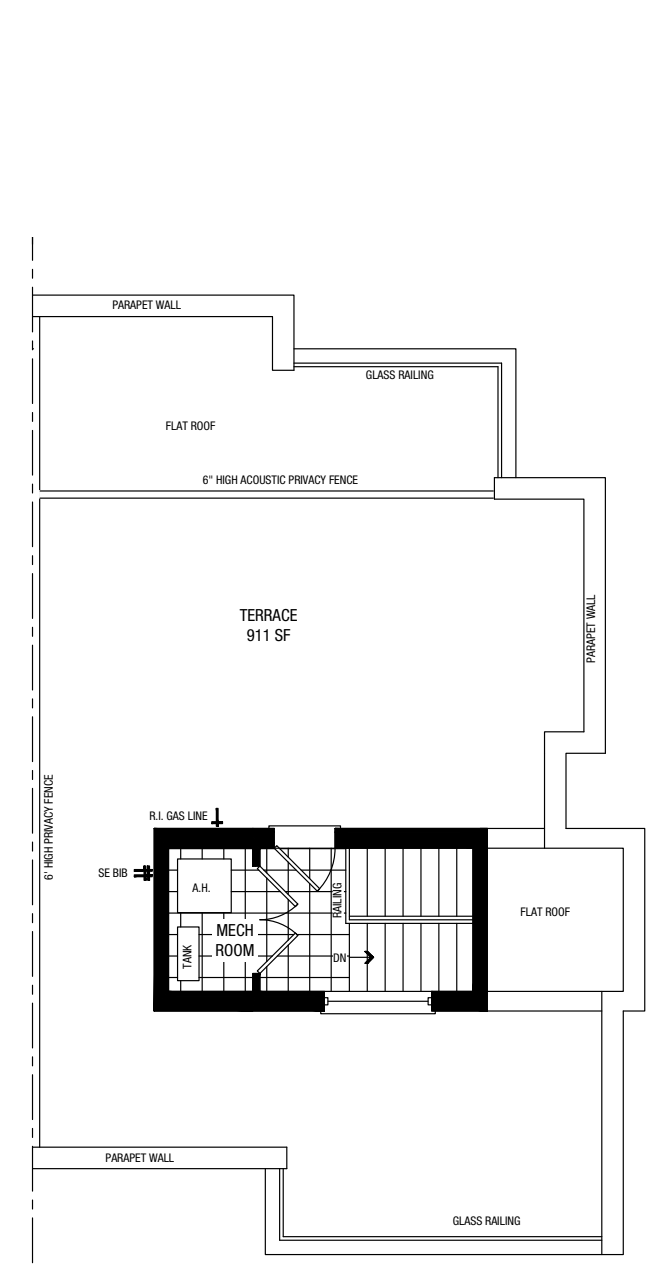 PARAPET WALL
GLASS RAILING
FLAT ROOF
6" HIGH ACOUSTIC PRIVACY FENCE
TERRACE
911 SF
PARAPET WALL
6' HIGH PRIVACY FENCE
R.I. GAS LINE
SE BIB
A.H.
RAILING
FLAT ROOF
MECH
ROOM
TANK
DN
PARAPET WALL
GLASS RAILING